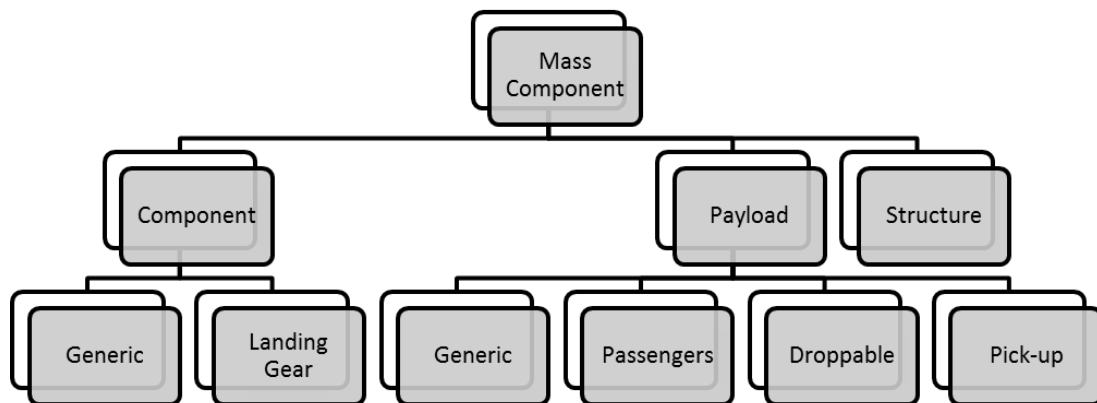 Mass
Component
Component
Payload
Structure
Generic
Landing
Gear
Generic
Passengers
Droppable
Pick-up